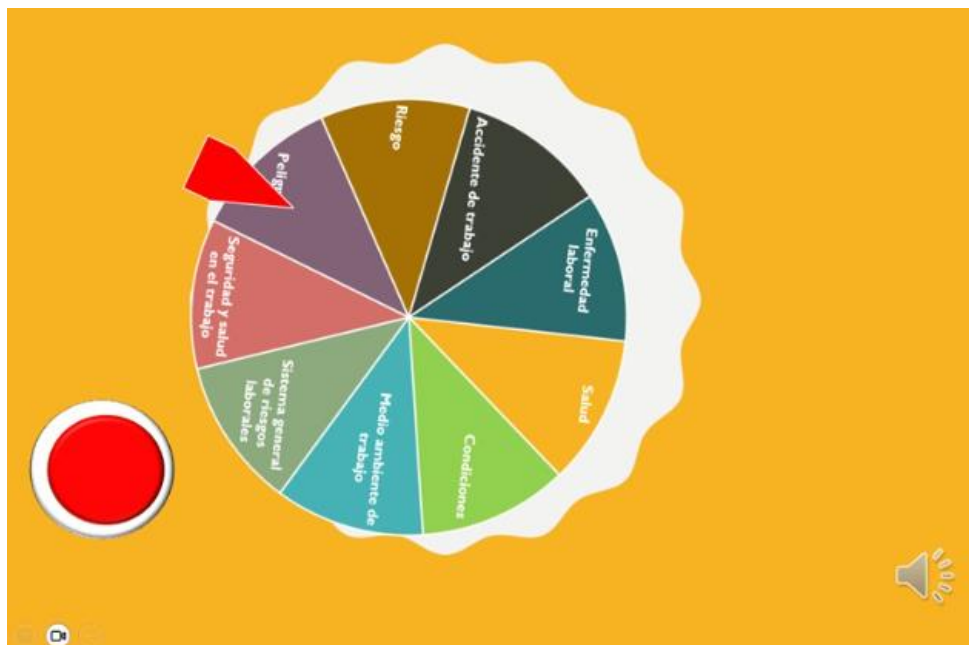 Riesgo
Accidente de trabajo
Enfermedad
laboral
Salud
Condiciones
Medio ambiente de
trabajo
Sistema general
de riesgos
laborales
Seguridad y salud
en el trabajo